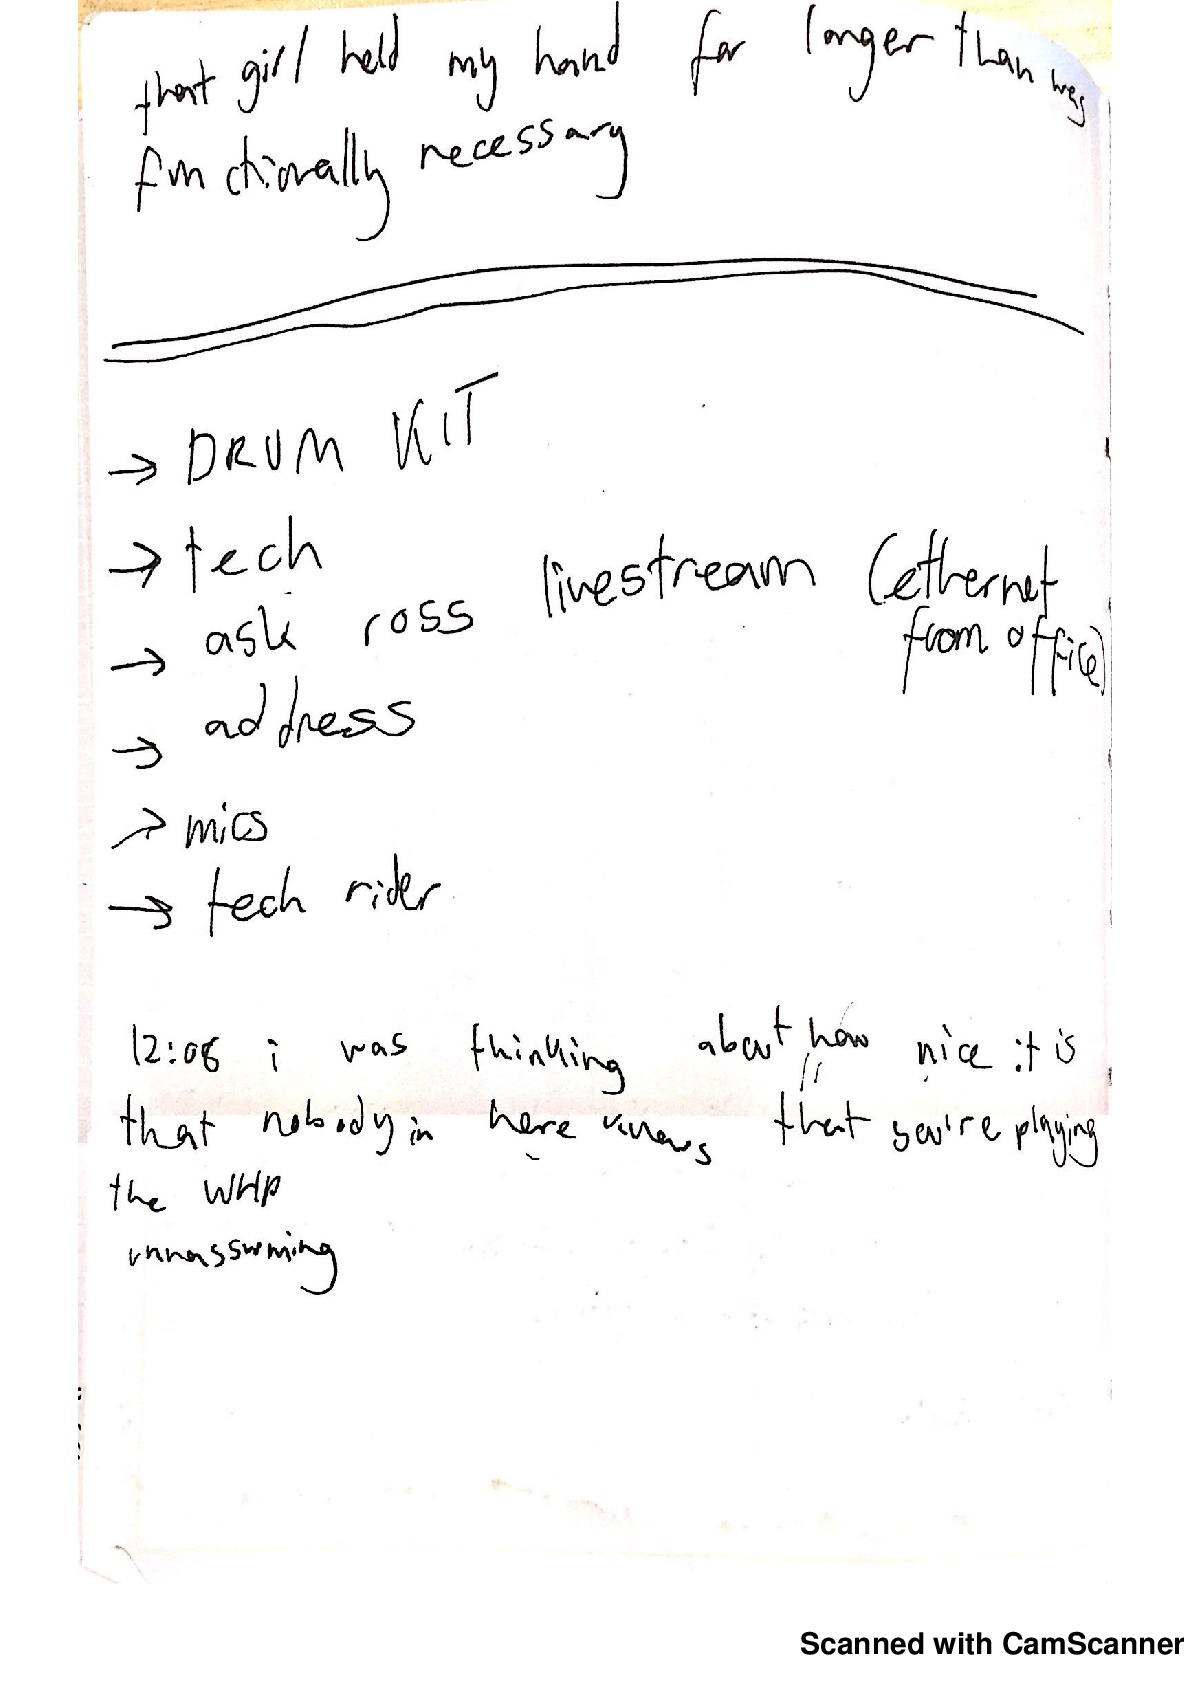 that girl held my hand for longer than was
functionally necessary
→ DRUM KIT
→ tech
→ ask ross livestream (ethernet
from office)
→ address
→ mics
→ tech rider
12:06 i was thinking about how nice it is
that nobody in here knows that you're playing
the WHP
unnassuming
Scanned with CamScanner